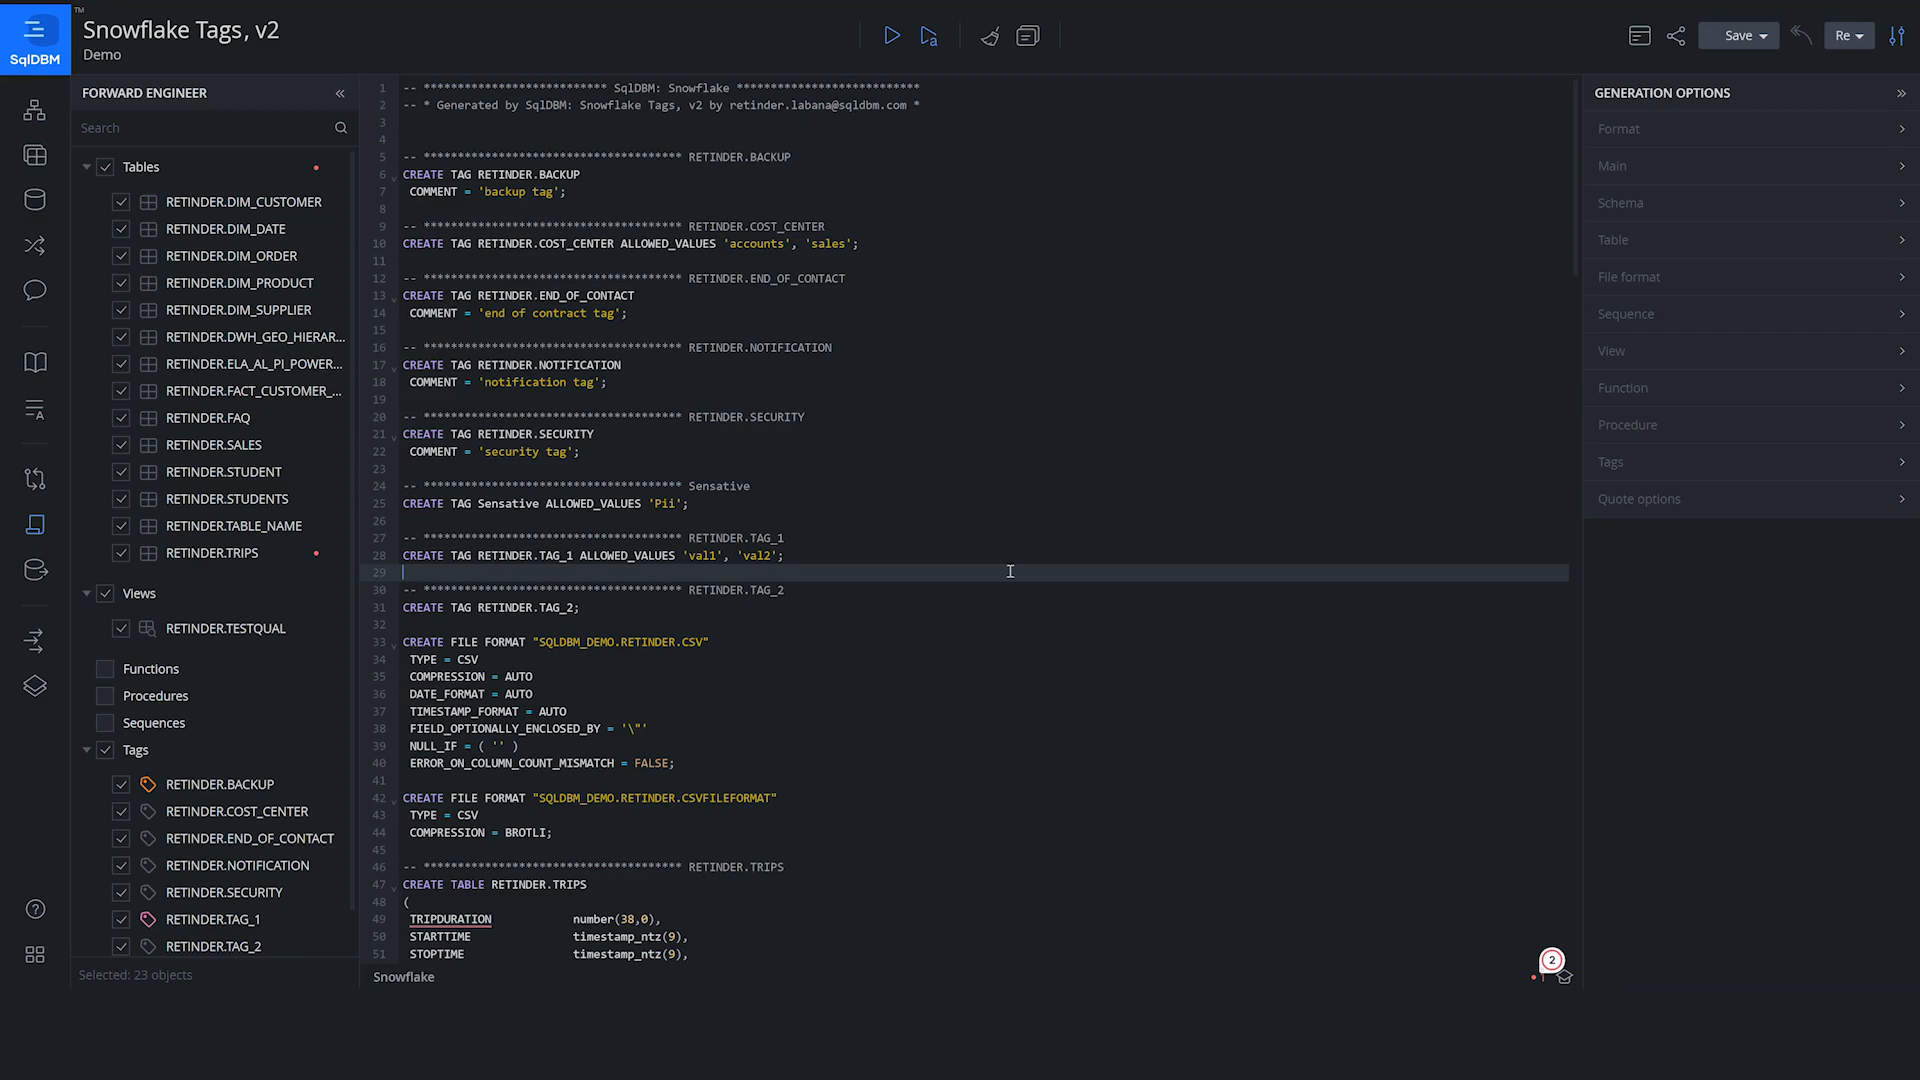 SqlDBM
TM
Snowflake Tags, v2
Demo
Save
Re
FORWARD ENGINEER
Search
Tables
RETINDER.DIM_CUSTOMER
RETINDER.DIM_DATE
RETINDER.DIM_ORDER
RETINDER.DIM_PRODUCT
RETINDER.DIM_SUPPLIER
RETINDER.DWH_GEO_HIERAR...
RETINDER.ELA_AL_PI_POWER...
RETINDER.FACT_CUSTOMER_...
RETINDER.FAQ
RETINDER.SALES
RETINDER.STUDENT
RETINDER.STUDENTS
RETINDER.TABLE_NAME
RETINDER.TRIPS
Views
RETINDER.TESTQUAL
Functions
Procedures
Sequences
Tags
RETINDER.BACKUP
RETINDER.COST_CENTER
RETINDER.END_OF_CONTACT
RETINDER.NOTIFICATION
RETINDER.SECURITY
RETINDER.TAG_1
RETINDER.TAG_2
Selected: 23 objects
1 -- *************************** SqlDBM: Snowflake ***************************
2 -- * Generated by SqlDBM: Snowflake Tags, v2 by retinder.labana@sqldbm.com *
3
4
5 -- ************************************** RETINDER.BACKUP
6 CREATE TAG RETINDER.BACKUP
7 COMMENT = 'backup tag';
8
9 -- ************************************** RETINDER.COST_CENTER
10 CREATE TAG RETINDER.COST_CENTER ALLOWED_VALUES 'accounts', 'sales';
11
12 -- ************************************** RETINDER.END_OF_CONTACT
13 CREATE TAG RETINDER.END_OF_CONTACT
14 COMMENT = 'end of contract tag';
15
16 -- ************************************** RETINDER.NOTIFICATION
17 CREATE TAG RETINDER.NOTIFICATION
18 COMMENT = 'notification tag';
19
20 -- ************************************** RETINDER.SECURITY
21 CREATE TAG RETINDER.SECURITY
22 COMMENT = 'security tag';
23
24 -- ************************************** Sensative
25 CREATE TAG Sensative ALLOWED_VALUES 'Pii';
26
27 -- ************************************** RETINDER.TAG_1
28 CREATE TAG RETINDER.TAG_1 ALLOWED_VALUES 'val1', 'val2';
29
30 -- ************************************** RETINDER.TAG_2
31 CREATE TAG RETINDER.TAG_2;
32
33 CREATE FILE FORMAT "SQLDBM_DEMO.RETINDER.CSV"
34 TYPE = CSV
35 COMPRESSION = AUTO
36 DATE_FORMAT = AUTO
37 TIMESTAMP_FORMAT = AUTO
38 FIELD_OPTIONALLY_ENCLOSED_BY = '\"'
39 NULL_IF = ( '' )
40 ERROR_ON_COLUMN_COUNT_MISMATCH = FALSE;
41
42 CREATE FILE FORMAT "SQLDBM_DEMO.RETINDER.CSVFILEFORMAT"
43 TYPE = CSV
44 COMPRESSION = BROTLI;
45
46 -- ************************************** RETINDER.TRIPS
47 CREATE TABLE RETINDER.TRIPS
48 (
49 TRIPDURATION number(38,0),
50 STARTTIME timestamp_ntz(9),
51 STOPTIME timestamp_ntz(9),
Snowflake
2
GENERATION OPTIONS
Format
Main
Schema
Table
File format
Sequence
View
Function
Procedure
Tags
Quote options